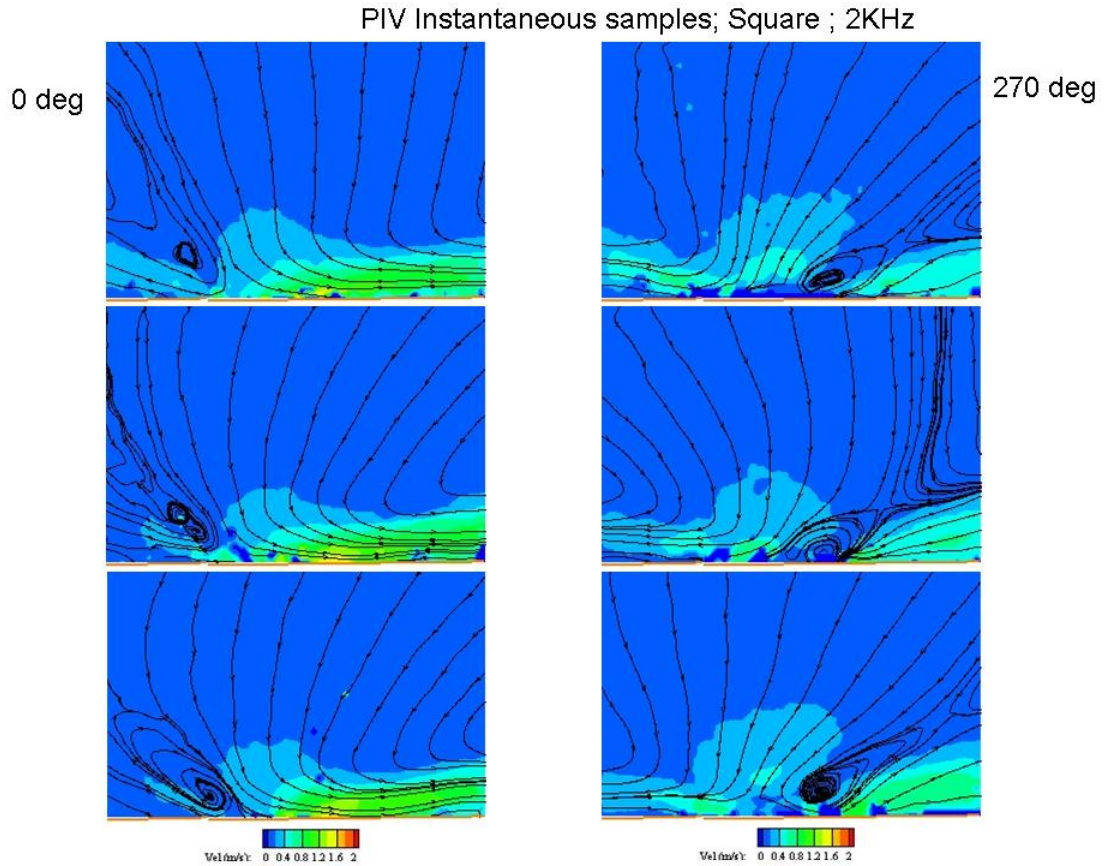 PIV Instantaneous samples; Square ; 2KHz
0 deg
270 deg
Vel(m/s): 0 0.4 0.8 1.2 1.6 2
Vel(m/s): 0 0.4 0.8 1.2 1.6 2